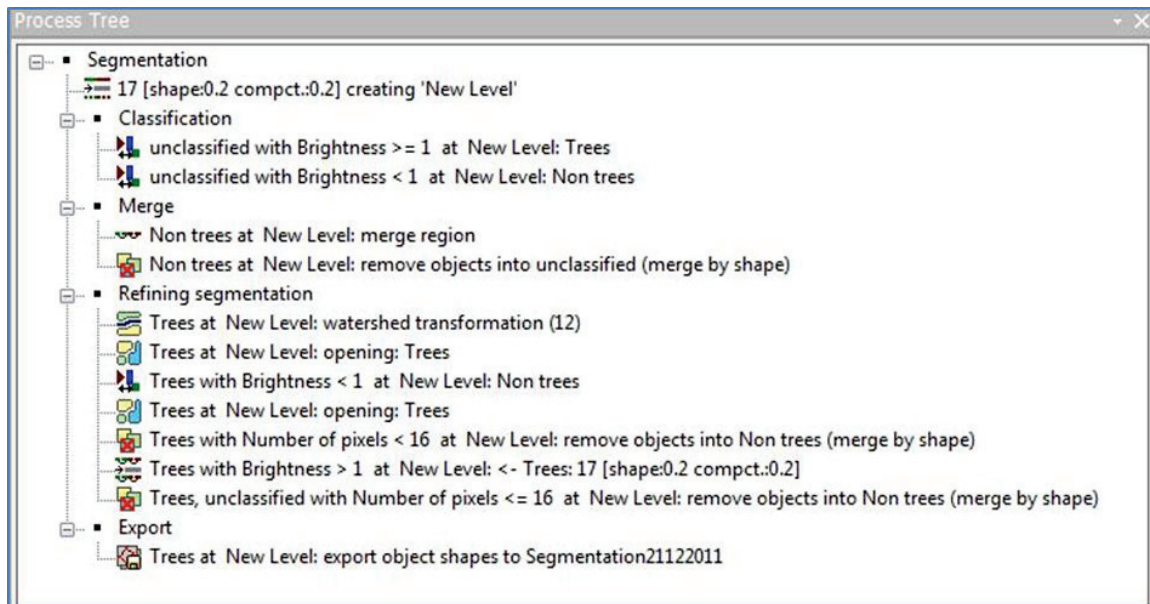 Process Tree
Segmentation
17 [shape:0.2 compct.:0.2] creating 'New Level'
Classification
unclassified with Brightness >= 1 at New Level: Trees
unclassified with Brightness < 1 at New Level: Non trees
Merge
Non trees at New Level: merge region
Non trees at New Level: remove objects into unclassified (merge by shape)
Refining segmentation
Trees at New Level: watershed transformation (12)
Trees at New Level: opening: Trees
Trees with Brightness < 1 at New Level: Non trees
Trees at New Level: opening: Trees
Trees with Number of pixels < 16 at New Level: remove objects into Non trees (merge by shape)
Trees with Brightness > 1 at New Level: <- Trees: 17 [shape:0.2 compct.:0.2]
Trees, unclassified with Number of pixels <= 16 at New Level: remove objects into Non trees (merge by shape)
Export
Trees at New Level: export object shapes to Segmentation21122011